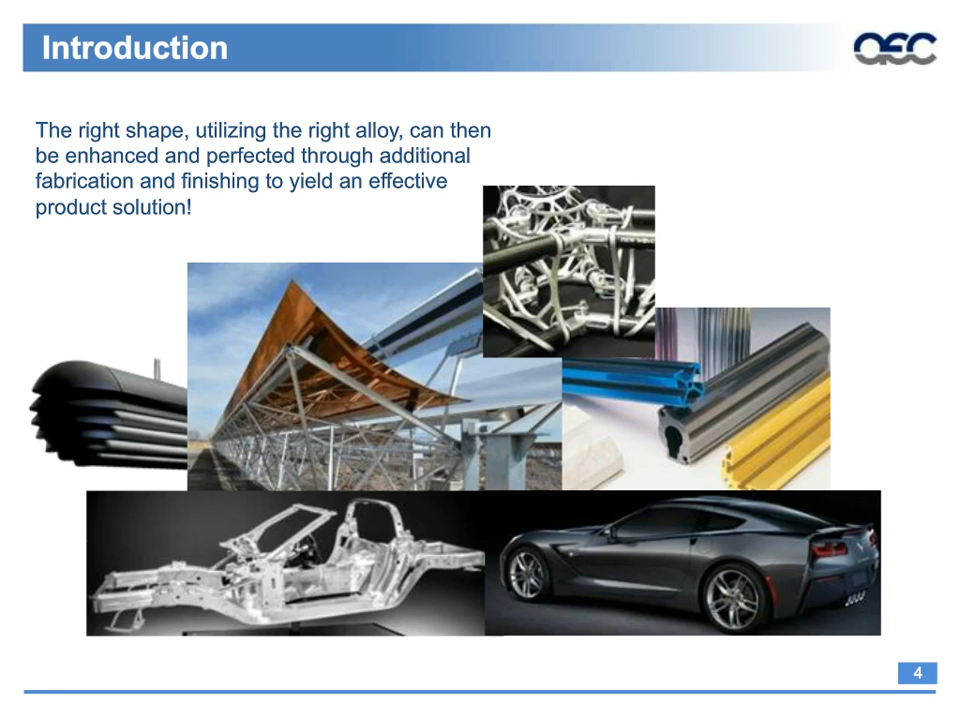 Introduction
AEC
The right shape, utilizing the right alloy, can then
be enhanced and perfected through additional
fabrication and finishing to yield an effective
product solution!
4